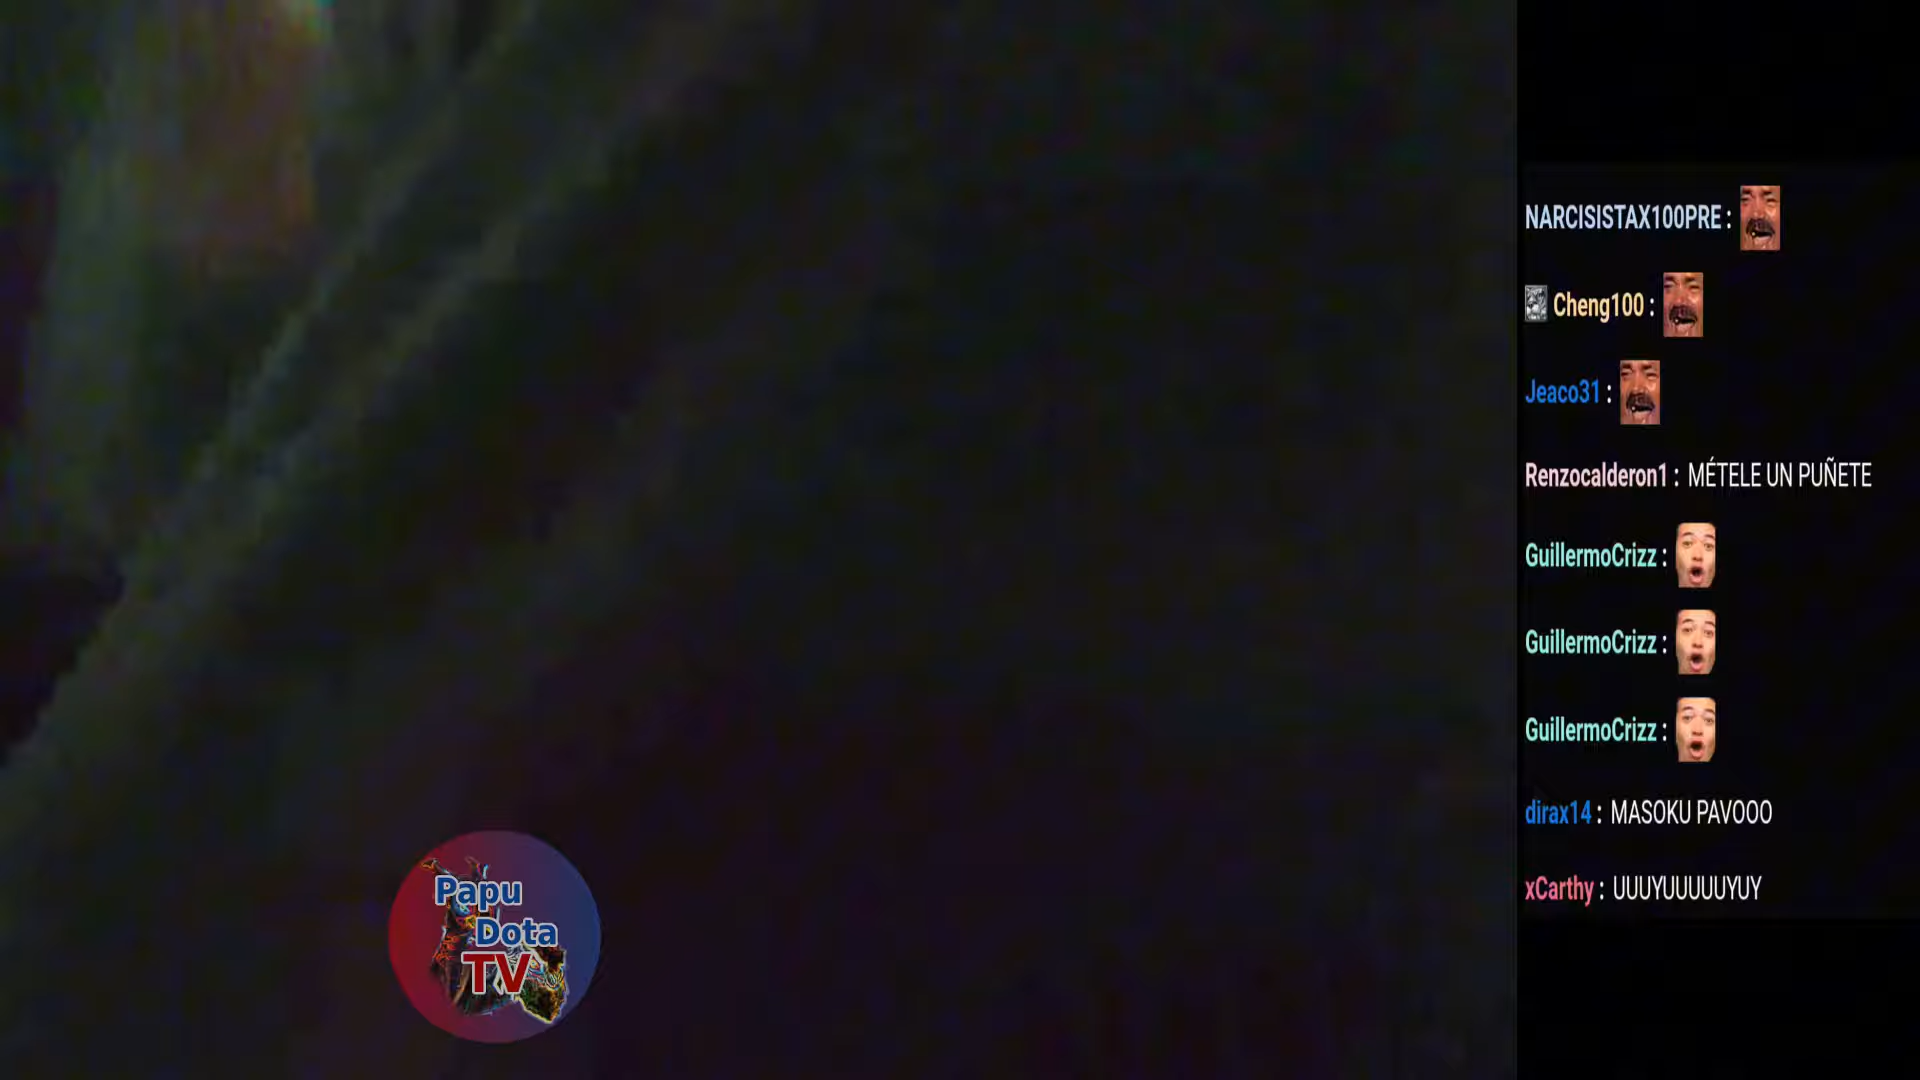 NARCISISTAX100PRE :
Cheng100 :
Jeaco31 :
Renzocalderon1 : MÉTELE UN PUÑETE
GuillermoCrizz :
GuillermoCrizz :
GuillermoCrizz :
dirax14 : MASOKU PAVOOO
xCarthy : UUUYUUUUUYUY
Papu
Dota
TV